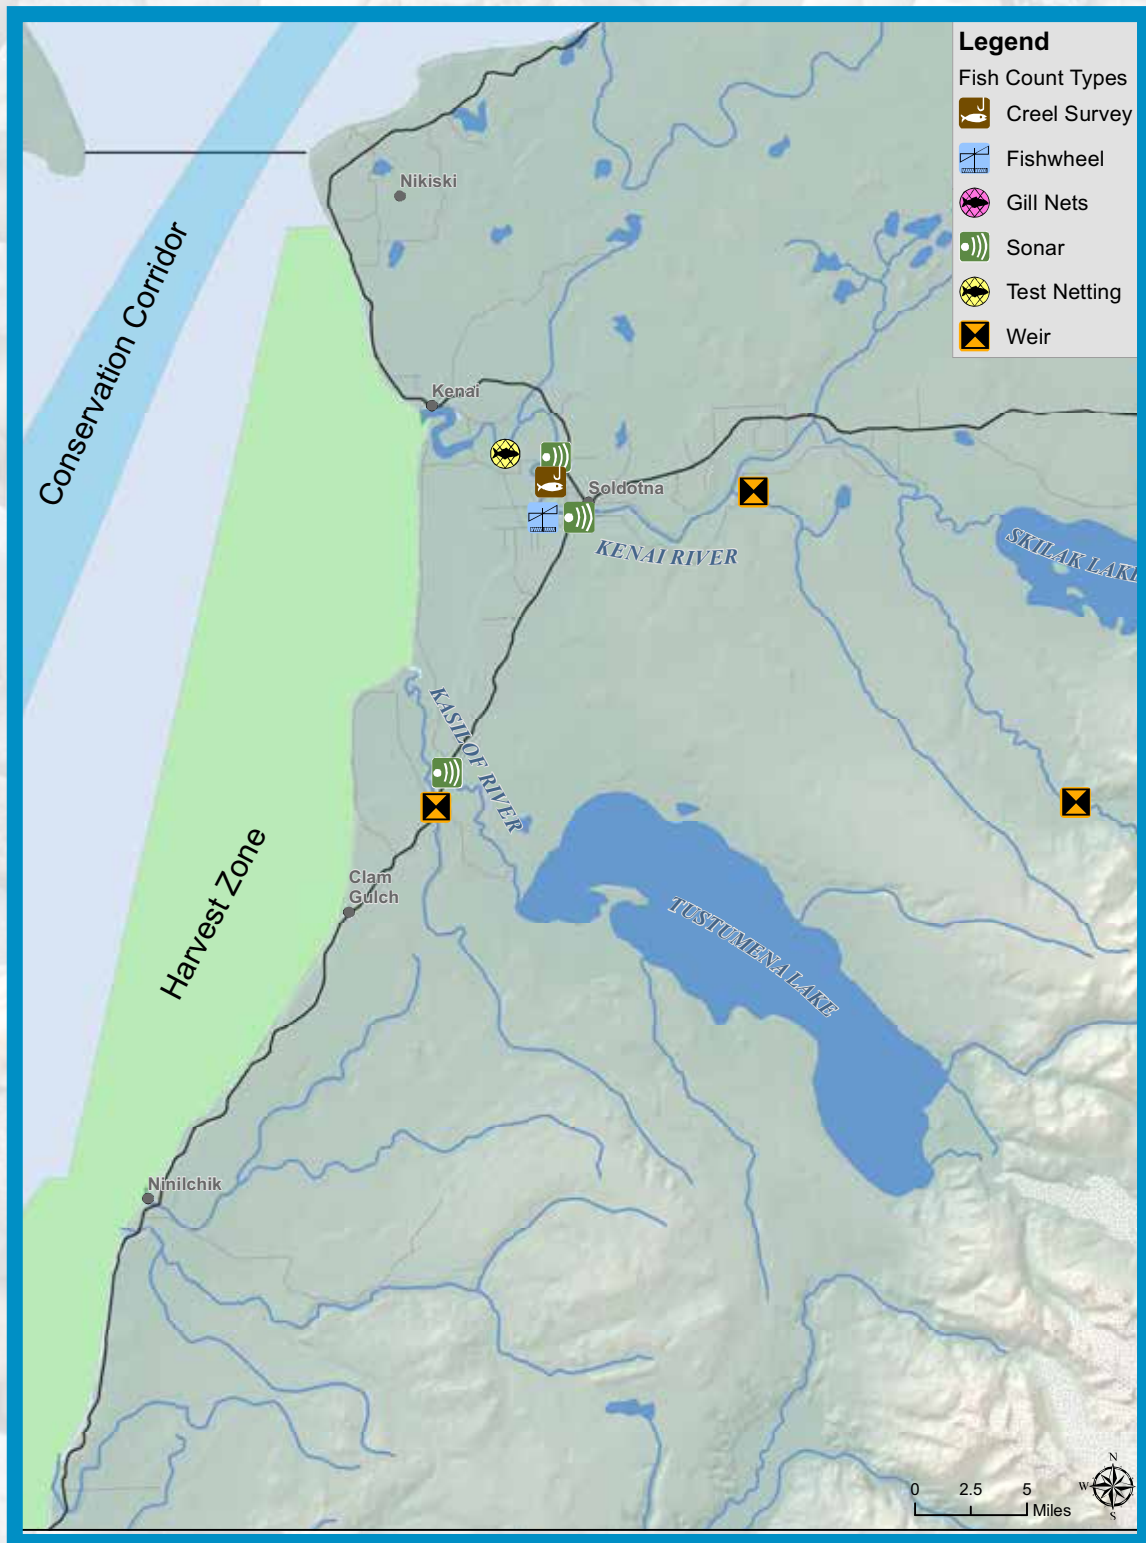 Legend
Fish Count Types
Creel Survey
Fishwheel
Gill Nets
Sonar
Test Netting
Weir
Nikiski
Conservation Corridor
Kenai
Soldotna
KENAI RIVER
SKILAK LAKE
KASILOF RIVER
Harvest Zone
Clam
Gulch
TUSTUMENA LAKE
Ninilchik
N
W
S
0 2.5 5
Miles